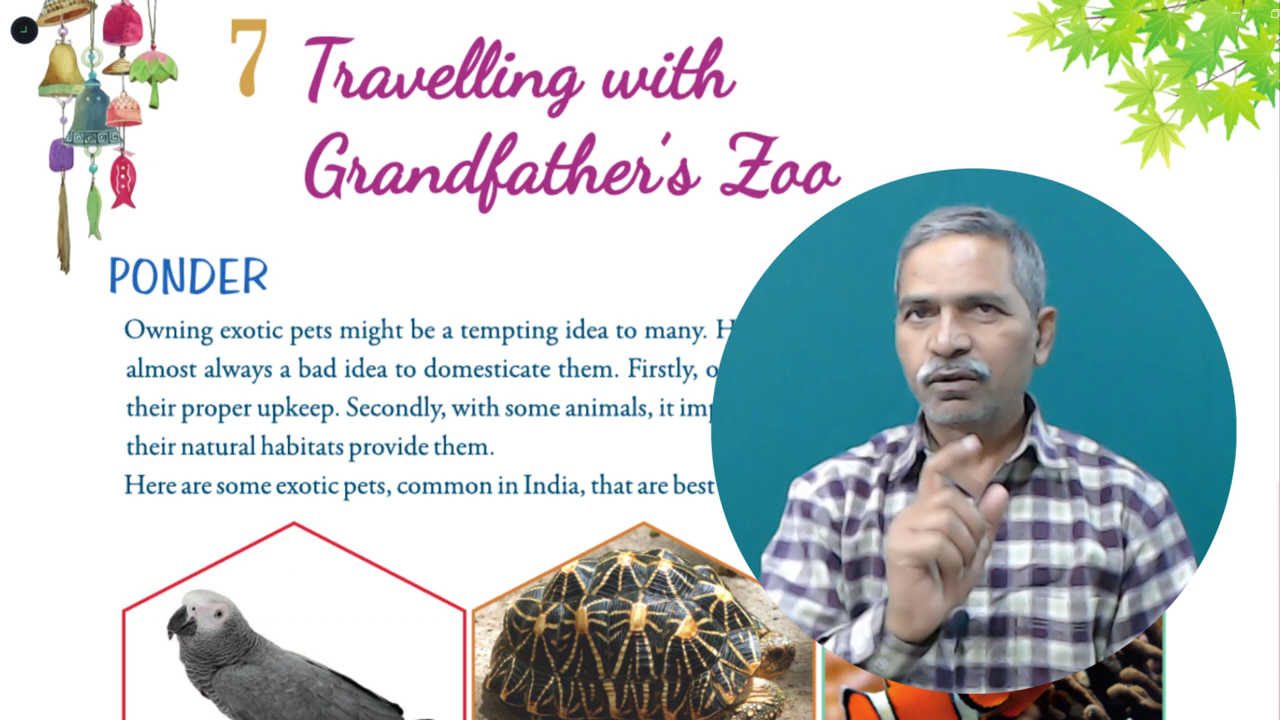 7 Travelling with
Grandfather's Zoo
PONDER
Owning exotic pets might be a tempting idea to many.
almost always a bad idea to domesticate them. Firstly,
their proper upkeep. Secondly, with some animals, it
their natural habitats provide them.
Here are some exotic pets, common in India, that are best